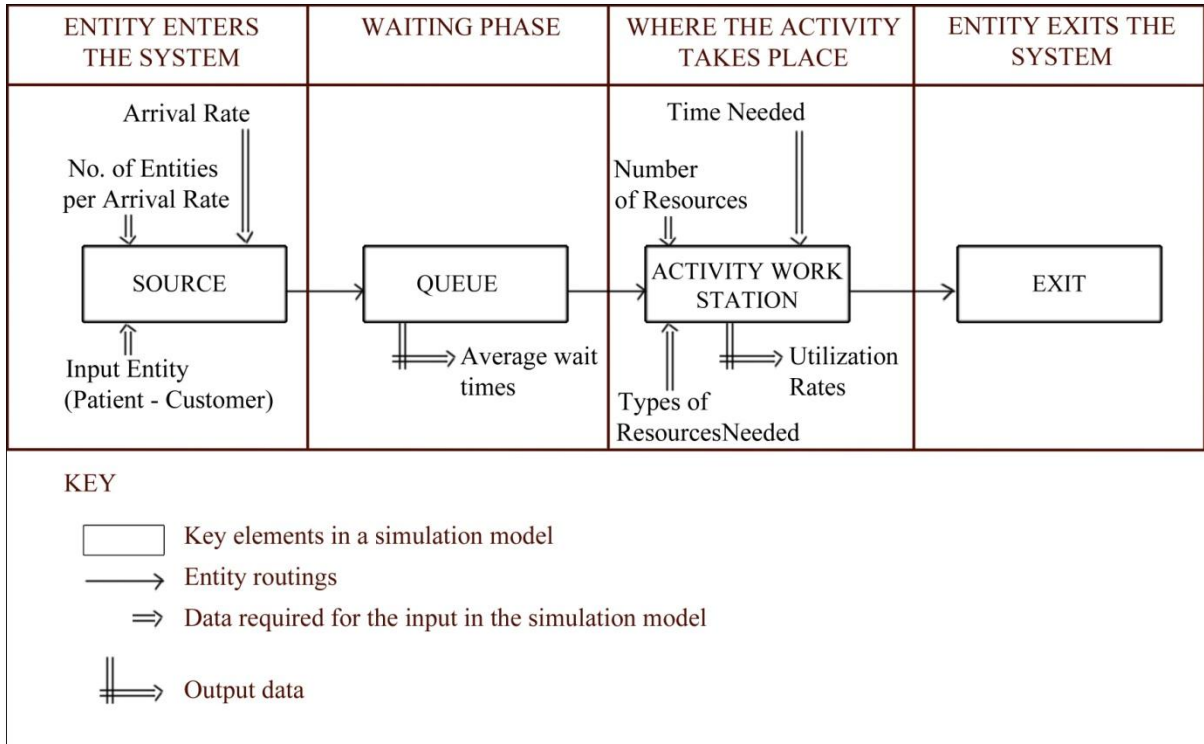 ENTITY ENTERS
THE SYSTEM
WAITING PHASE
WHERE THE ACTIVITY
TAKES PLACE
ENTITY EXITS THE
SYSTEM
Arrival Rate
No. of Entities
per Arrival Rate
SOURCE
Input Entity
(Patient - Customer)
QUEUE
Average wait
times
Time Needed
Number
of Resources
ACTIVITY WORK
STATION
Utilization
Rates
Types of
ResourcesNeeded
EXIT
KEY
Key elements in a simulation model
Entity routings
Data required for the input in the simulation model
Output data